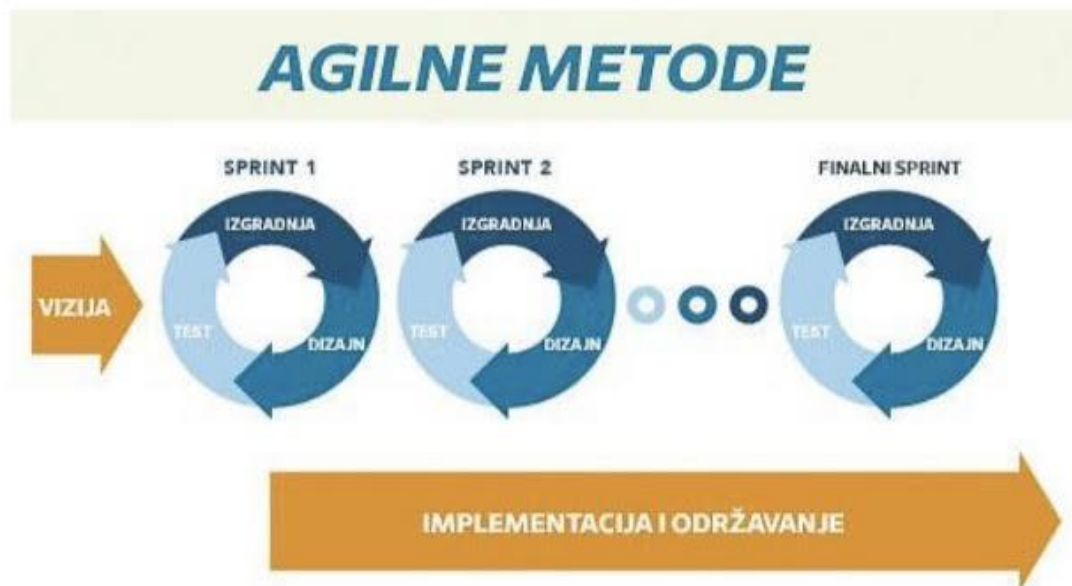 AGILNE METODE
SPRINT 1
SPRINT 2
FINALNI SPRINT
IZGRADNJA
IZGRADNJA
IZGRADNJA
VIZIJA
TEST
DIZAJN
TEST
DIZAJN
TEST
DIZAJN
IMPLEMENTACIJA I ODRŽAVANJE